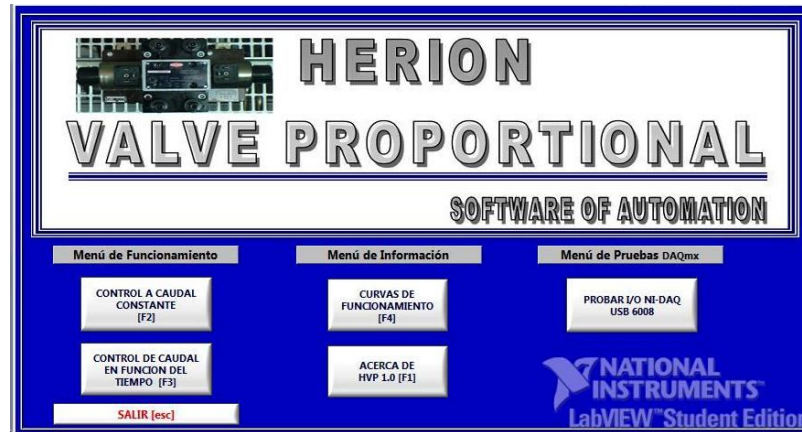 HERION
VALVE PROPORTIONAL
SOFTWARE OF AUTOMATION
Menú de Funcionamiento
CONTROL A CAUDAL
CONSTANTE
[F2]
CONTROL DE CAUDAL
EN FUNCION DEL
TIEMPO [F3]
SALIR [esc]
Menú de Información
CURVAS DE
FUNCIONAMIENTO
[F4]
ACERCA DE
HVP 1.0 [F1]
Menú de Pruebas DAQmx
PROBAR I/O NI-DAQ
USB 6008
NATIONAL
INSTRUMENTS™
LabVIEW™ Student Edition